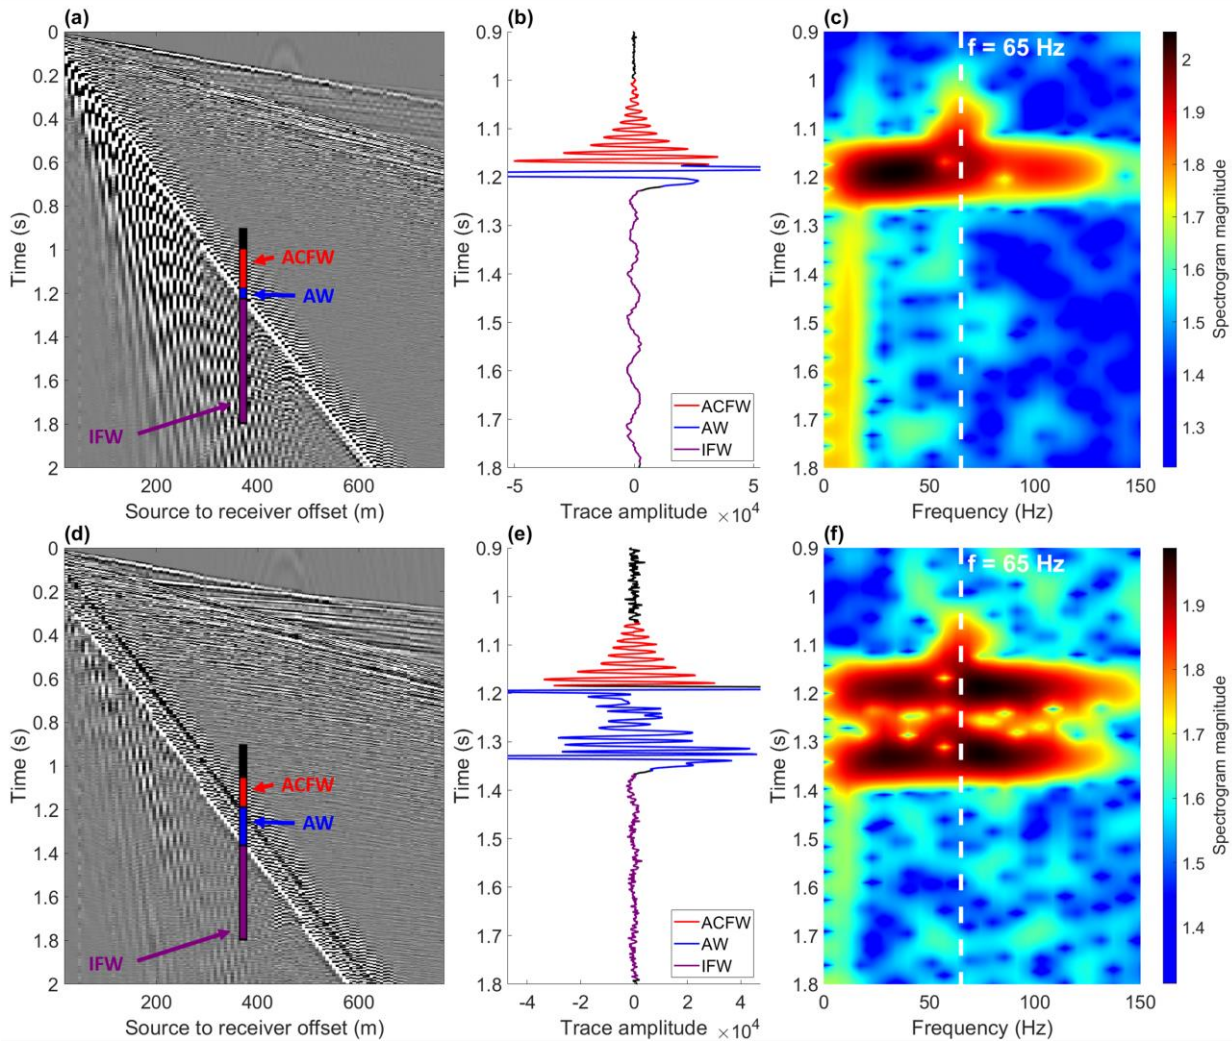 (a)
0
0.2
0.4
0.6
0.8
1
1.2
1.4
1.6
1.8
2
Time (s)
ACFW
AW
IFW
200
400
600
Source to receiver offset (m)
(b)
0.9
1
1.1
1.2
1.3
1.4
1.5
1.6
1.7
1.8
Time (s)
ACFW
AW
IFW
-5
0
5
Trace amplitude ×10⁴
(c)
f = 65 Hz
0.9
1
1.1
1.2
1.3
1.4
1.5
1.6
1.7
1.8
Time (s)
0
50
100
150
Frequency (Hz)
2
1.9
1.8
1.7
1.6
1.5
1.4
1.3
Spectrogram magnitude
(d)
0
0.2
0.4
0.6
0.8
1
1.2
1.4
1.6
1.8
2
Time (s)
ACFW
AW
IFW
200
400
600
Source to receiver offset (m)
(e)
0.9
1
1.1
1.2
1.3
1.4
1.5
1.6
1.7
1.8
Time (s)
ACFW
AW
IFW
-4
-2
0
2
4
Trace amplitude ×10⁴
(f)
f = 65 Hz
0.9
1
1.1
1.2
1.3
1.4
1.5
1.6
1.7
1.8
Time (s)
0
50
100
150
Frequency (Hz)
1.9
1.8
1.7
1.6
1.5
1.4
Spectrogram magnitude